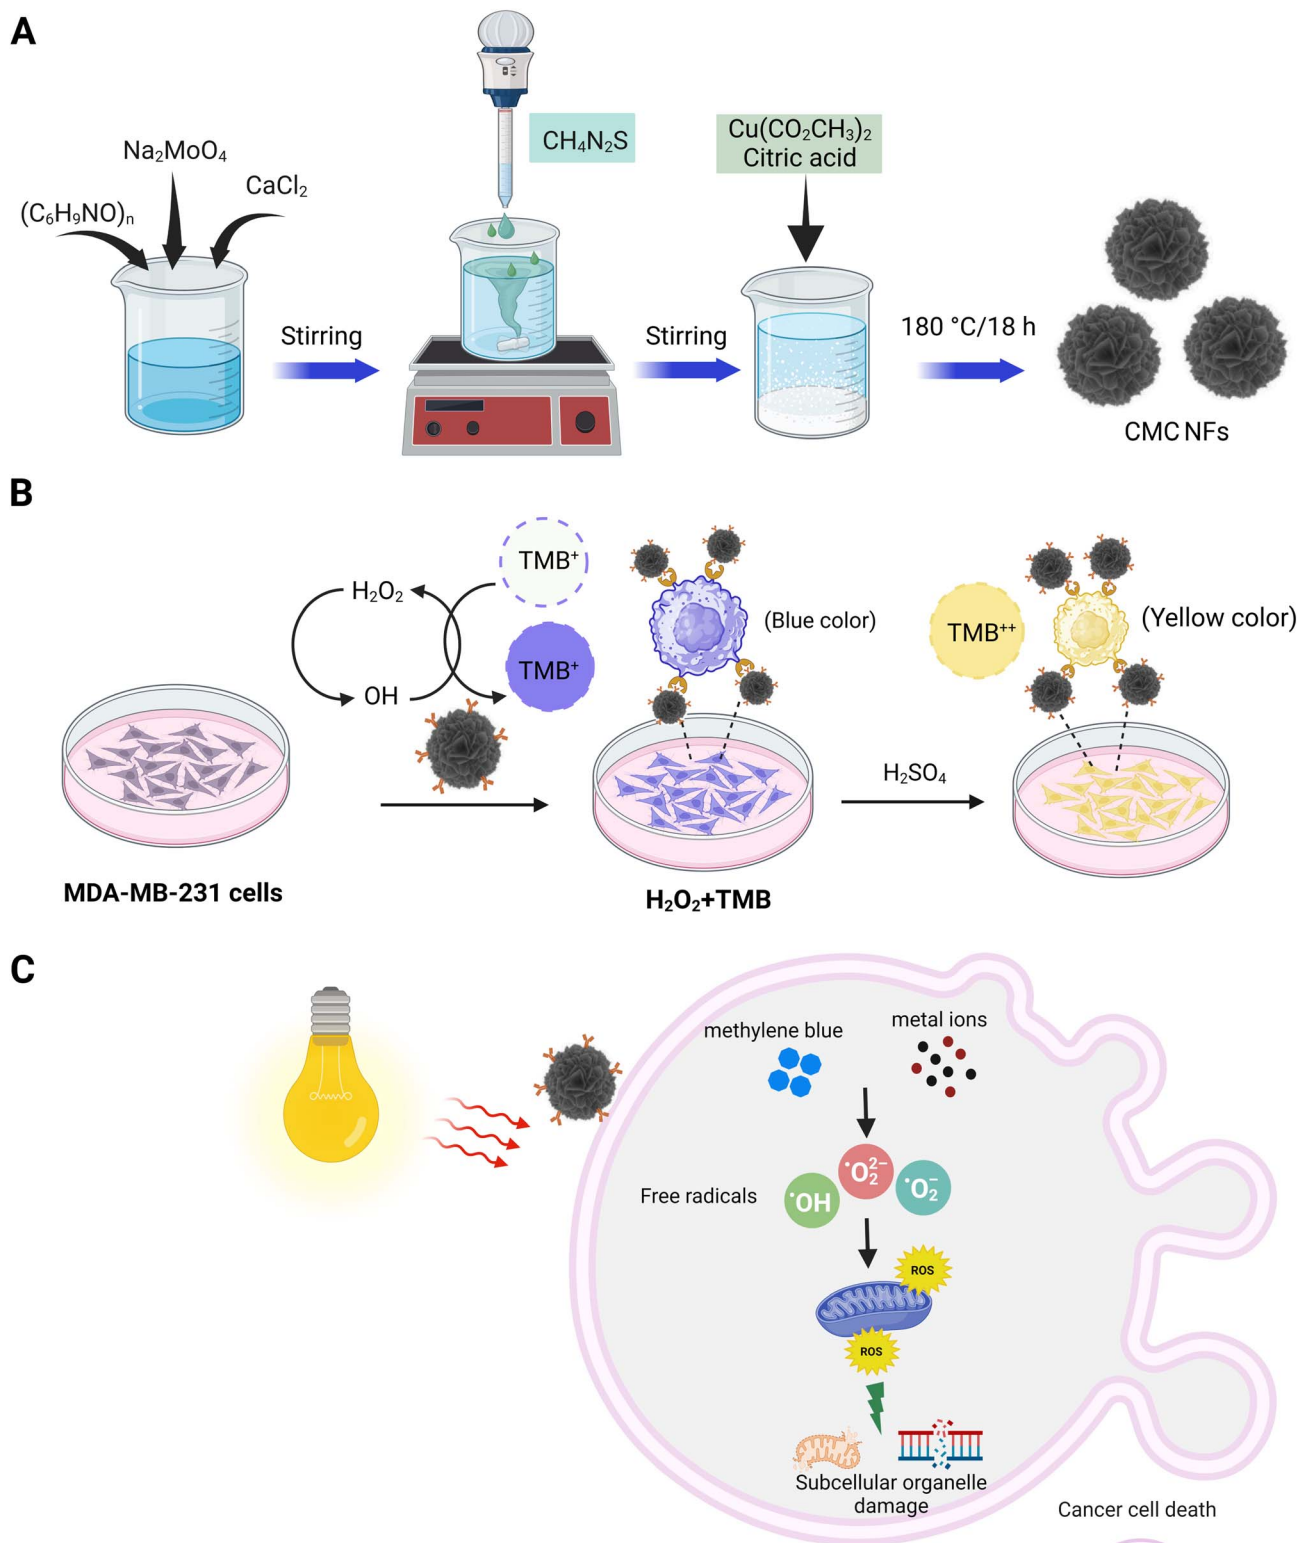 A
Na₂MoO₄
CaCl₂
(C₆H₉NO)ₙ
CH₄N₂S
Cu(CO₂CH₃)₂
Citric acid
Stirring
Stirring
180 °C/18 h
CMC NFs
B
TMB⁺
H₂O₂
TMB⁺
OH
(Blue color)
TMB⁺⁺
(Yellow color)
H₂SO₄
MDA-MB-231 cells
H₂O₂+TMB
C
methylene blue
metal ions
Free radicals
•OH
•O₂²⁻
•O₂⁻
ROS
ROS
Subcellular organelle
damage
Cancer cell death